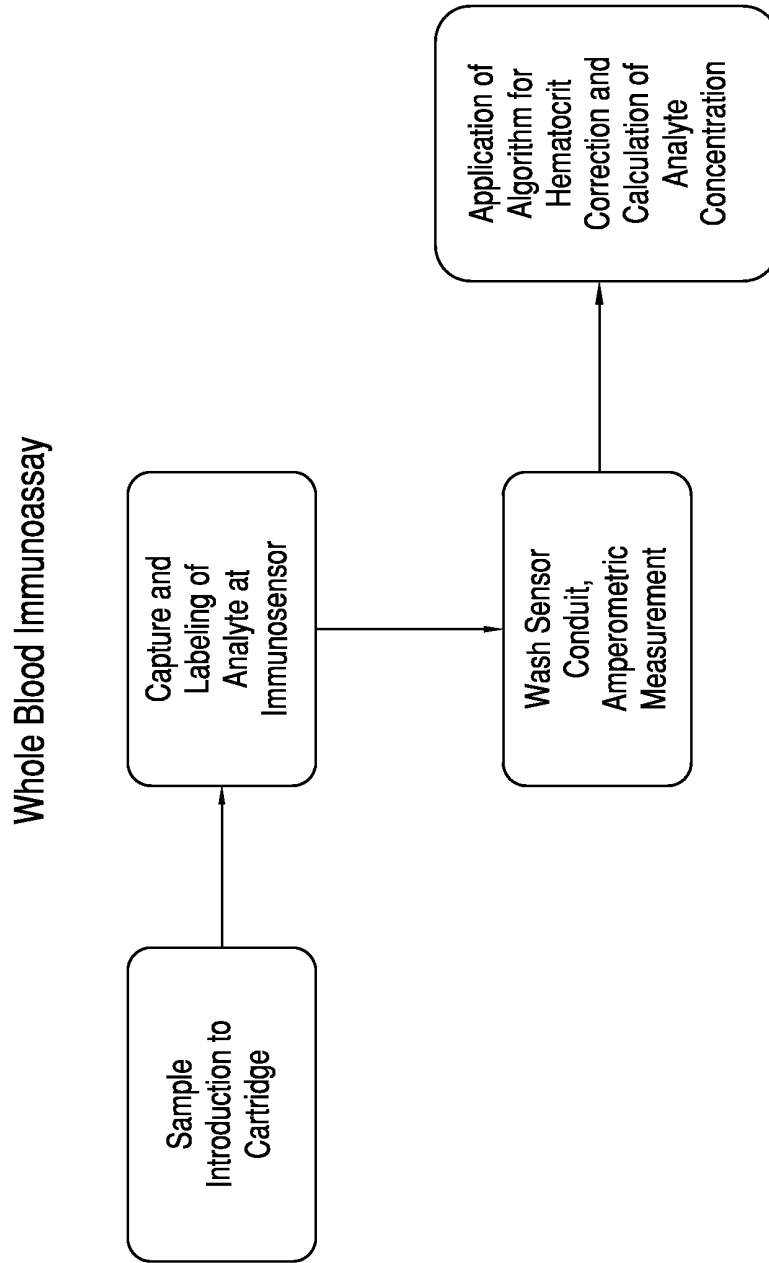 Whole Blood Immunoassay
Sample
Introduction to
Cartridge
Capture and
Labeling of
Analyte at
Immunosensor
Wash Sensor
Conduit,
Amperometric
Measurement
Application of
Algorithm for
Hematocrit
Correction and
Calculation of
Analyte
Concentration